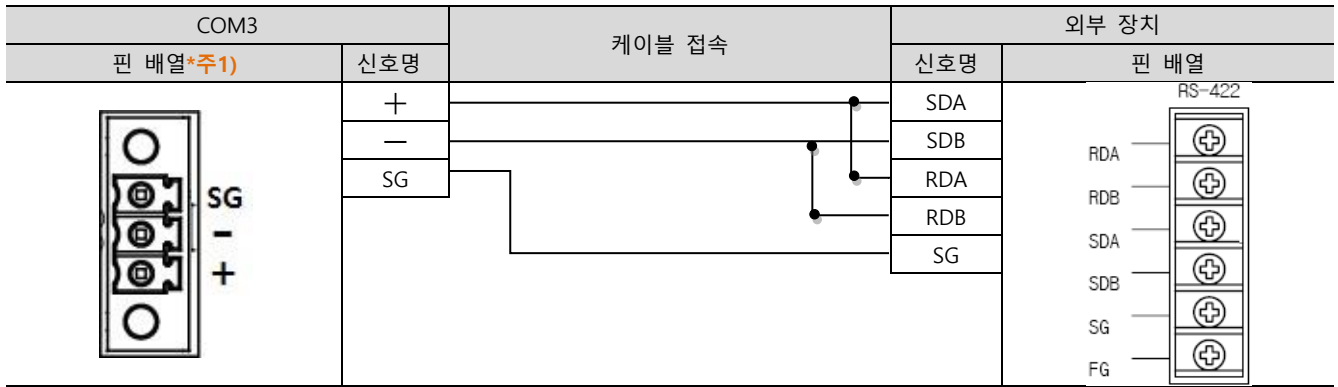 COM3
케이블 접속
외부 장치
핀 배열*주1)
신호명
신호명
핀 배열
+
SDA
RS-422
—
SDB
SG
RDA
RDB
SG
SG
-
+
RDA
RDB
SDA
SDB
SG
FG